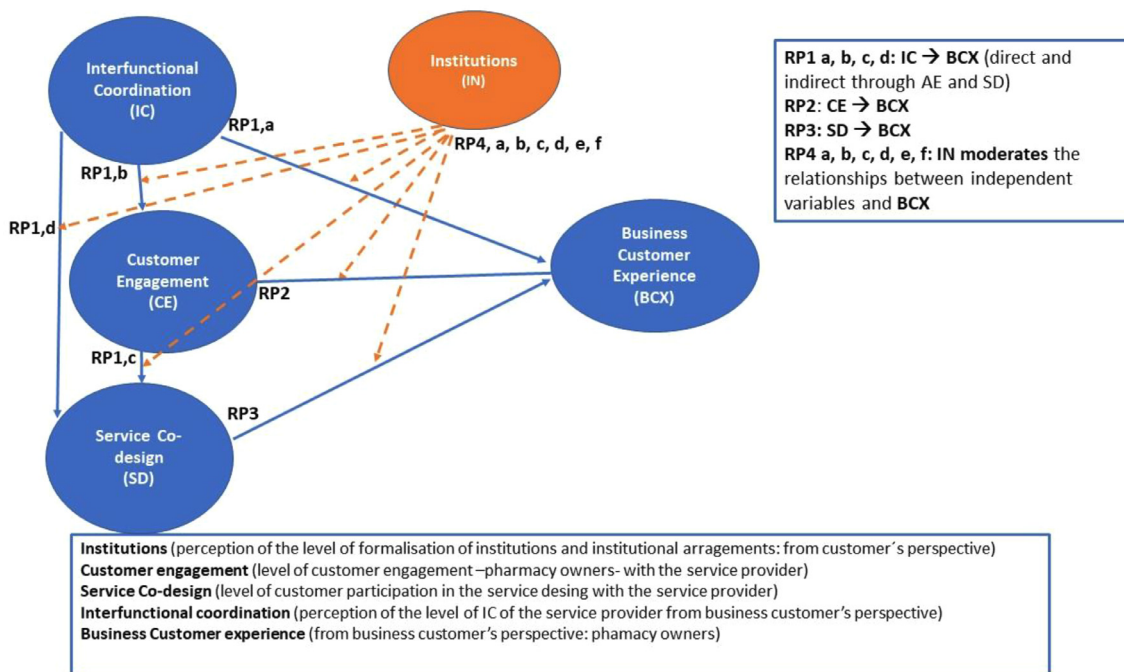 Interfunctional
Coordination
(IC)
Institutions
(IN)
RP1 a, b, c, d: IC → BCX (direct and
indirect through AE and SD)
RP2: CE → BCX
RP3: SD → BCX
RP4 a, b, c, d, e, f: IN moderates the
relationships between independent
variables and BCX
RP1,a
RP4, a, b, c, d, e, f
RP1,b
RP1,d
Customer
Engagement
(CE)
RP2
Business
Customer
Experience
(BCX)
RP1,c
RP3
Service Co-
design
(SD)
Institutions (perception of the level of formalisation of institutions and institutional arragements: from customer´s perspective)
Customer engagement (level of customer engagement –pharmacy owners- with the service provider)
Service Co-design (level of customer participation in the service desing with the service provider)
Interfunctional coordination (perception of the level of IC of the service provider from business customer’s perspective)
Business Customer experience (from business customer’s perspective: phamacy owners)